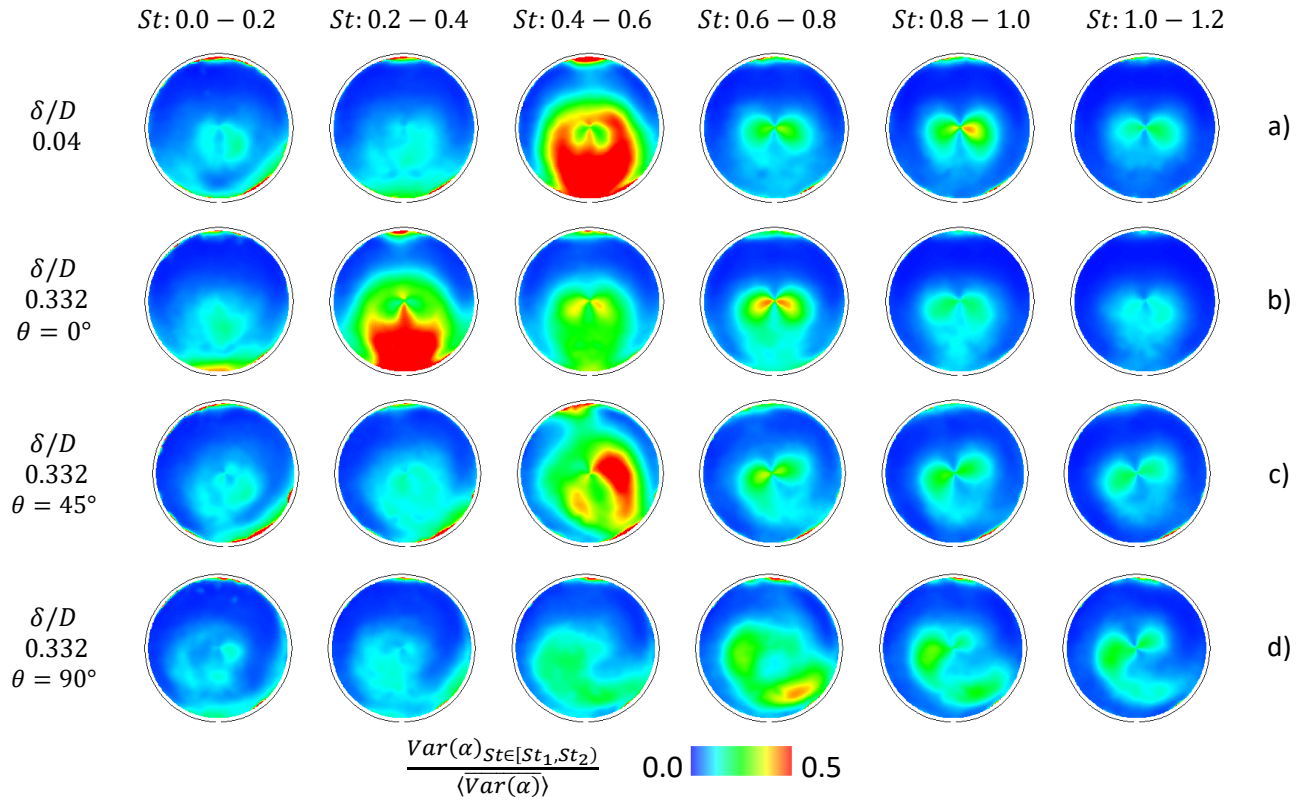 St: 0.0 − 0.2 St: 0.2 − 0.4 St: 0.4 − 0.6 St: 0.6 − 0.8 St: 0.8 − 1.0 St: 1.0 − 1.2
δ/D
0.04
a)
δ/D
0.332
θ = 0°
b)
δ/D
0.332
θ = 45°
c)
δ/D
0.332
θ = 90°
d)
Var(α)St∈[St1,St2)
⟨Var(α)⟩
0.0 0.5